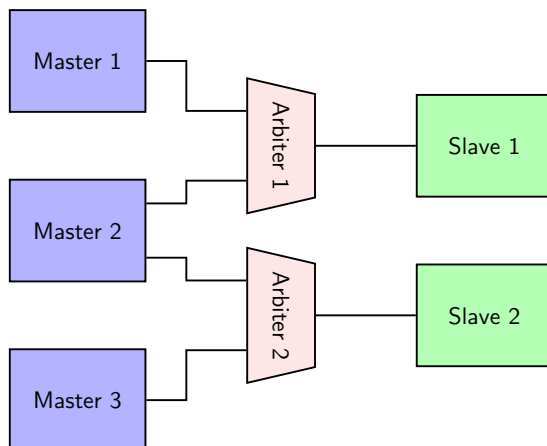 Master 1
Arbiter 1
Slave 1
Master 2
Arbiter 2
Slave 2
Master 3